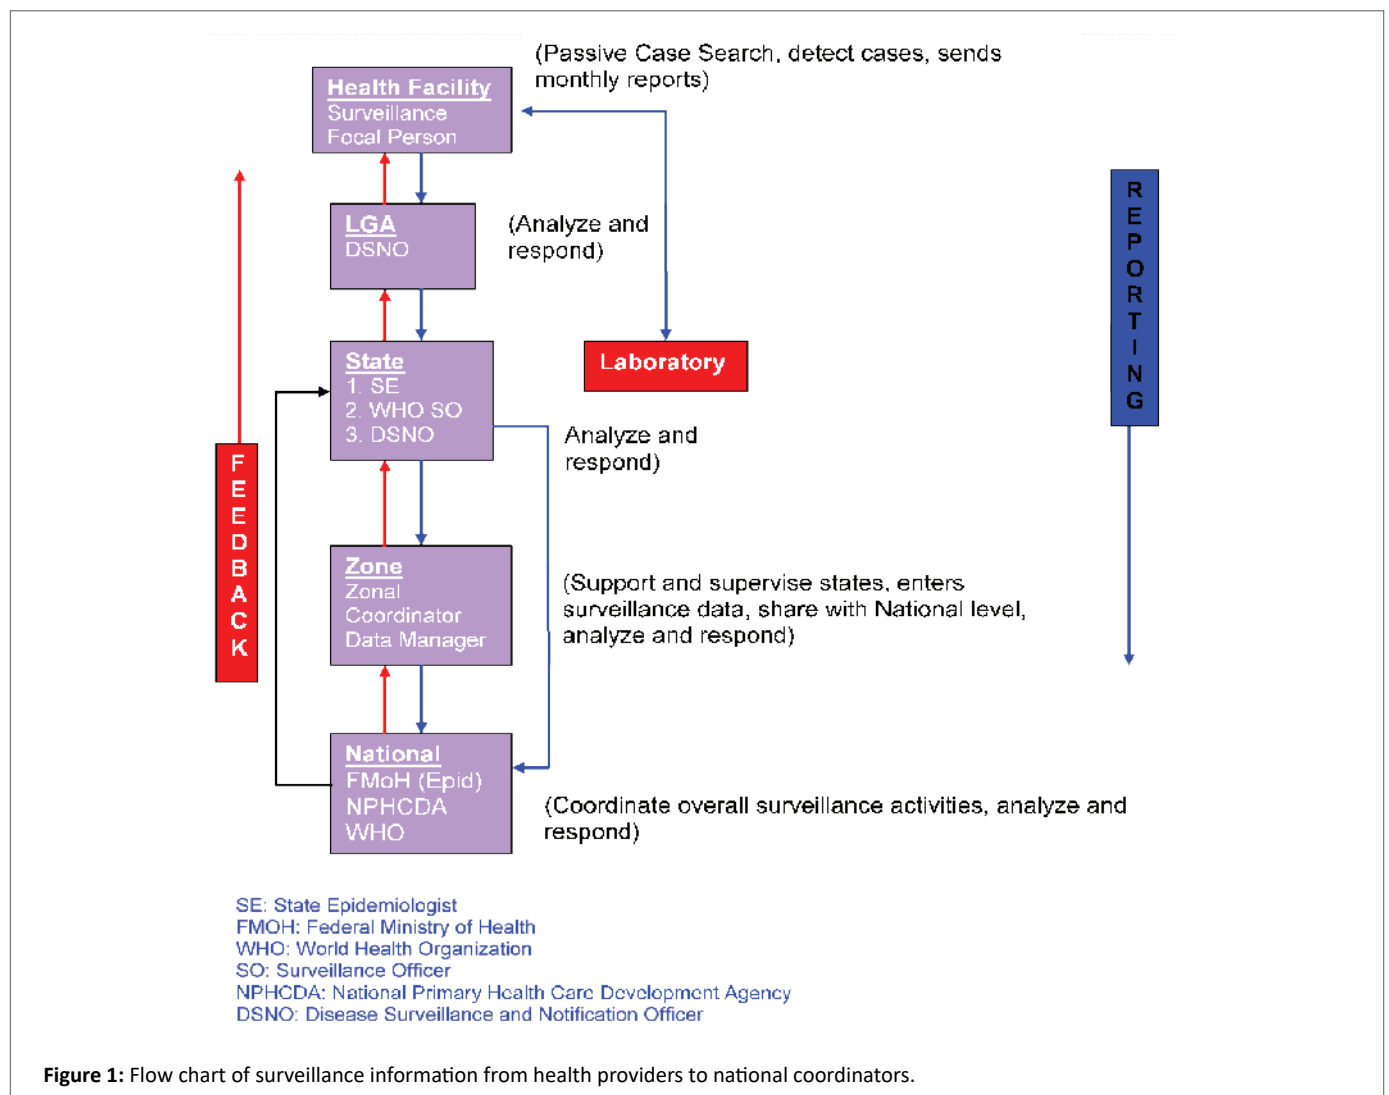 (Passive Case Search, detect cases, sends
monthly reports)
Health Facility
Surveillance
Focal Person
LGA
DSNO
(Analyze and
respond)
REPORTING
State
1. SE
2. WHO SO
3. DSNO
Laboratory
Analyze and
respond)
FEEDBACK
Zone
Zonal
Coordinator
Data Manager
(Support and supervise states, enters
surveillance data, share with National level,
analyze and respond)
National
FMoH (Epid)
NPHCDA
WHO
(Coordinate overall surveillance activities, analyze and
respond)
SE: State Epidemiologist
FMOH: Federal Ministry of Health
WHO: World Health Organization
SO: Surveillance Officer
NPHCDA: National Primary Health Care Development Agency
DSNO: Disease Surveillance and Notification Officer
Figure 1: Flow chart of surveillance information from health providers to national coordinators.